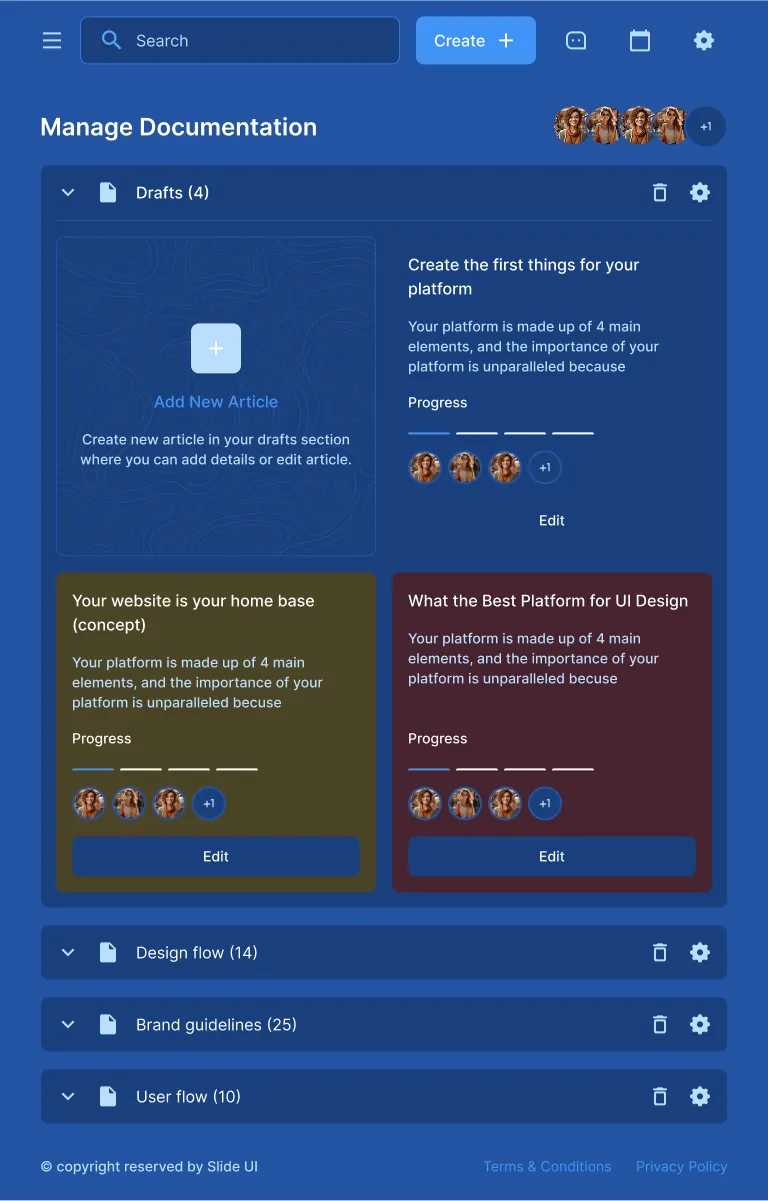 Search
Create
Manage Documentation
+1
Drafts (4)
Add New Article
Create new article in your drafts section
where you can add details or edit article.
Create the first things for your
platform
Your platform is made up of 4 main
elements, and the importance of your
platform is unparalleled because
Progress
+1
Edit
Your website is your home base
(concept)
Your platform is made up of 4 main
elements, and the importance of your
platform is unparalleled becuse
Progress
+1
Edit
What the Best Platform for UI Design
Your platform is made up of 4 main
elements, and the importance of your
platform is unparalleled becuse
Progress
+1
Edit
Design flow (14)
Brand guidelines (25)
User flow (10)
© copyright reserved by Slide UI
Terms & Conditions
Privacy Policy